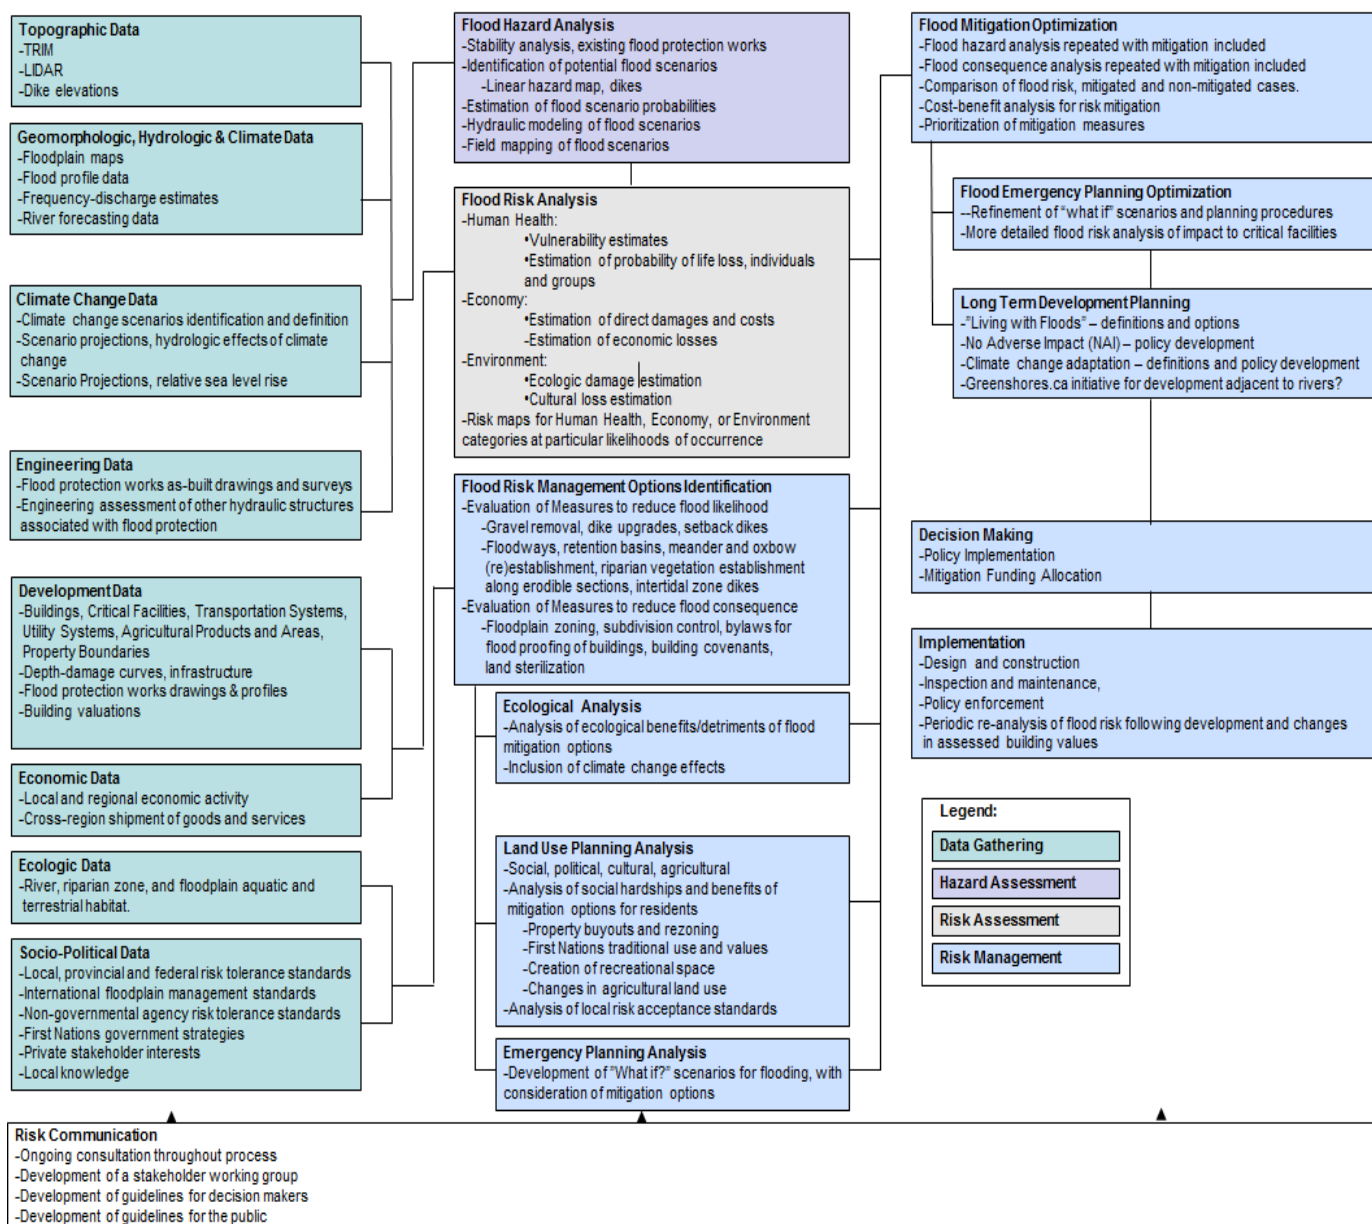 Topographic Data
-TRIM
-LIDAR
-Dike elevations
Geomorphologic, Hydrologic & Climate Data
-Floodplain maps
-Flood profile data
-Frequency-discharge estimates
-River forecasting data
Climate Change Data
-Climate change scenarios identification and definition
-Scenario projections, hydrologic effects of climate
change
-Scenario Projections, relative sea level rise
Engineering Data
-Flood protection works as-built drawings and surveys
-Engineering assessment of other hydraulic structures
associated with flood protection
Development Data
-Buildings, Critical Facilities, Transportation Systems,
Utility Systems, Agricultural Products and Areas,
Property Boundaries
-Depth-damage curves, infrastructure
-Flood protection works drawings & profiles
-Building valuations
Economic Data
-Local and regional economic activity
-Cross-region shipment of goods and services
Ecologic Data
-River, riparian zone, and floodplain aquatic and
terrestrial habitat.
Socio-Political Data
-Local, provincial and federal risk tolerance standards
-International floodplain management standards
-Non-governmental agency risk tolerance standards
-First Nations government strategies
-Private stakeholder interests
-Local knowledge
Flood Hazard Analysis
-Stability analysis, existing flood protection works
-Identification of potential flood scenarios
-Linear hazard map, dikes
-Estimation of flood scenario probabilities
-Hydraulic modeling of flood scenarios
-Field mapping of flood scenarios
Flood Risk Analysis
-Human Health:
•Vulnerability estimates
•Estimation of probability of life loss, individuals
and groups
-Economy:
•Estimation of direct damages and costs
-Estimation of economic losses
-Environment:
•Ecologic damage estimation
•Cultural loss estimation
-Risk maps for Human Health, Economy, or Environment
categories at particular likelihoods of occurrence
Flood Risk Management Options Identification
-Evaluation of Measures to reduce flood likelihood
-Gravel removal, dike upgrades, setback dikes
-Floodways, retention basins, meander and oxbow
(re)establishment, riparian vegetation establishment
along erodible sections, intertidal zone dikes
-Evaluation of Measures to reduce flood consequence
-Floodplain zoning, subdivision control, bylaws for
flood proofing of buildings, building covenants,
land sterilization
Ecological Analysis
-Analysis of ecological benefits/detriments of flood
mitigation options
-Inclusion of climate change effects
Land Use Planning Analysis
-Social, political, cultural, agricultural
-Analysis of social hardships and benefits of
mitigation options for residents
-Property buyouts and rezoning
-First Nations traditional use and values
-Creation of recreational space
-Changes in agricultural land use
-Analysis of local risk acceptance standards
Emergency Planning Analysis
-Development of "What if?" scenarios for flooding, with
consideration of mitigation options
Flood Mitigation Optimization
-Flood hazard analysis repeated with mitigation included
-Flood consequence analysis repeated with mitigation included
-Comparison of flood risk, mitigated and non-mitigated cases.
-Cost-benefit analysis for risk mitigation
-Prioritization of mitigation measures
Flood Emergency Planning Optimization
--Refinement of "what if" scenarios and planning procedures
-More detailed flood risk analysis of impact to critical facilities
Long Term Development Planning
-"Living with Floods" – definitions and options
-No Adverse Impact (NAI) – policy development
-Climate change adaptation – definitions and policy development
-Greenshores.ca initiative for development adjacent to rivers?
Decision Making
-Policy Implementation
-Mitigation Funding Allocation
Implementation
-Design and construction
-Inspection and maintenance,
-Policy enforcement
-Periodic re-analysis of flood risk following development and changes
in assessed building values
Legend:
Data Gathering
Hazard Assessment
Risk Assessment
Risk Management
Risk Communication
-Ongoing consultation throughout process
-Development of a stakeholder working group
-Development of guidelines for decision makers
-Development of guidelines for the public